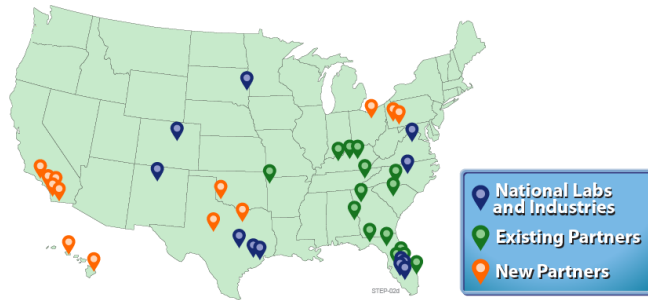 National Labs
and Industries
Existing Partners
New Partners
STEP-02d